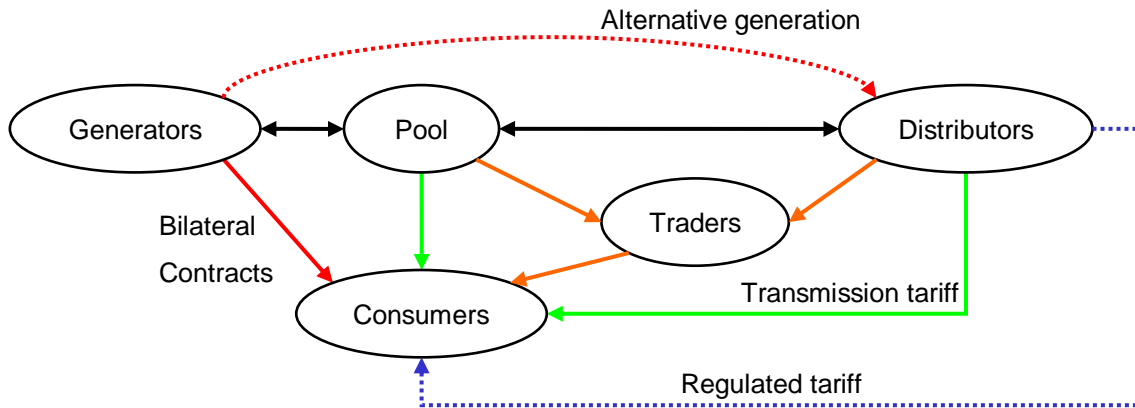 Alternative generation
Generators
Pool
Distributors
Traders
Bilateral
Contracts
Transmission tariff
Consumers
Regulated tariff